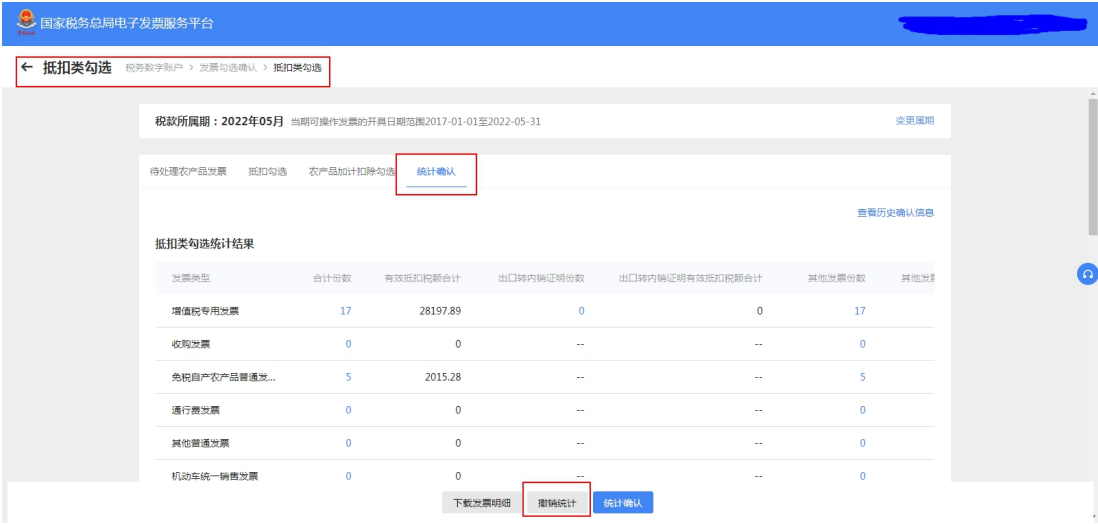 国家税务总局电子发票服务平台
← 抵扣类勾选 税务数字账户 > 发票勾选确认 > 抵扣类勾选
税款所属期：2022年05月 当期可操作发票的开具日期范围2017-01-01至2022-05-31 变更属期
待处理农产品发票 抵扣勾选 农产品加计扣除勾选 统计确认
查看历史确认信息
抵扣类勾选统计结果
发票类型 合计份数 有效抵扣税额合计 出口转内销证明份数 出口转内销证明有效抵扣税额合计 其他发票份数 其他发票
增值税专用发票 17 28197.89 0 0 17
收购发票 0 0 -- -- 0
免税自产农产品普通发... 5 2015.28 -- -- 5
通行费发票 0 0 -- -- 0
其他普通发票 0 0 -- -- 0
机动车统一销售发票 0 0 -- -- 0
下载发票明细 撤销统计 统计确认